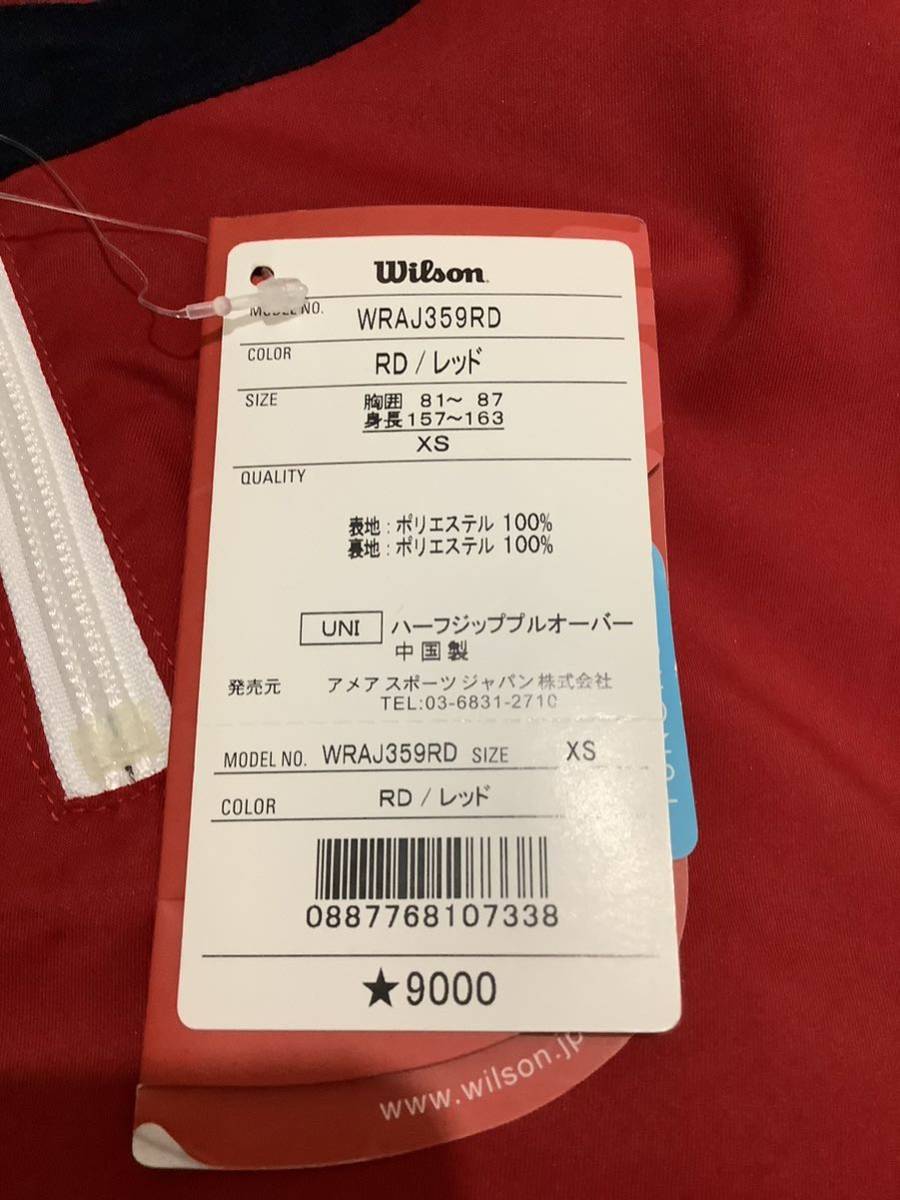 Wilson
MODEL NO. WRAJ359RD
COLOR RD / レッド
SIZE 胸囲 81～ 87
身長157～163
XS
QUALITY
表地 : ポリエステル 100%
裏地 : ポリエステル 100%
UNI ハーフジッププルオーバー
中国製
発売元 アメア スポーツ ジャパン 株式会社
TEL:03-6831-2710
MODEL NO. WRAJ359RD SIZE XS
COLOR RD / レッド
0887768107338
★9000
www.wilson.jp